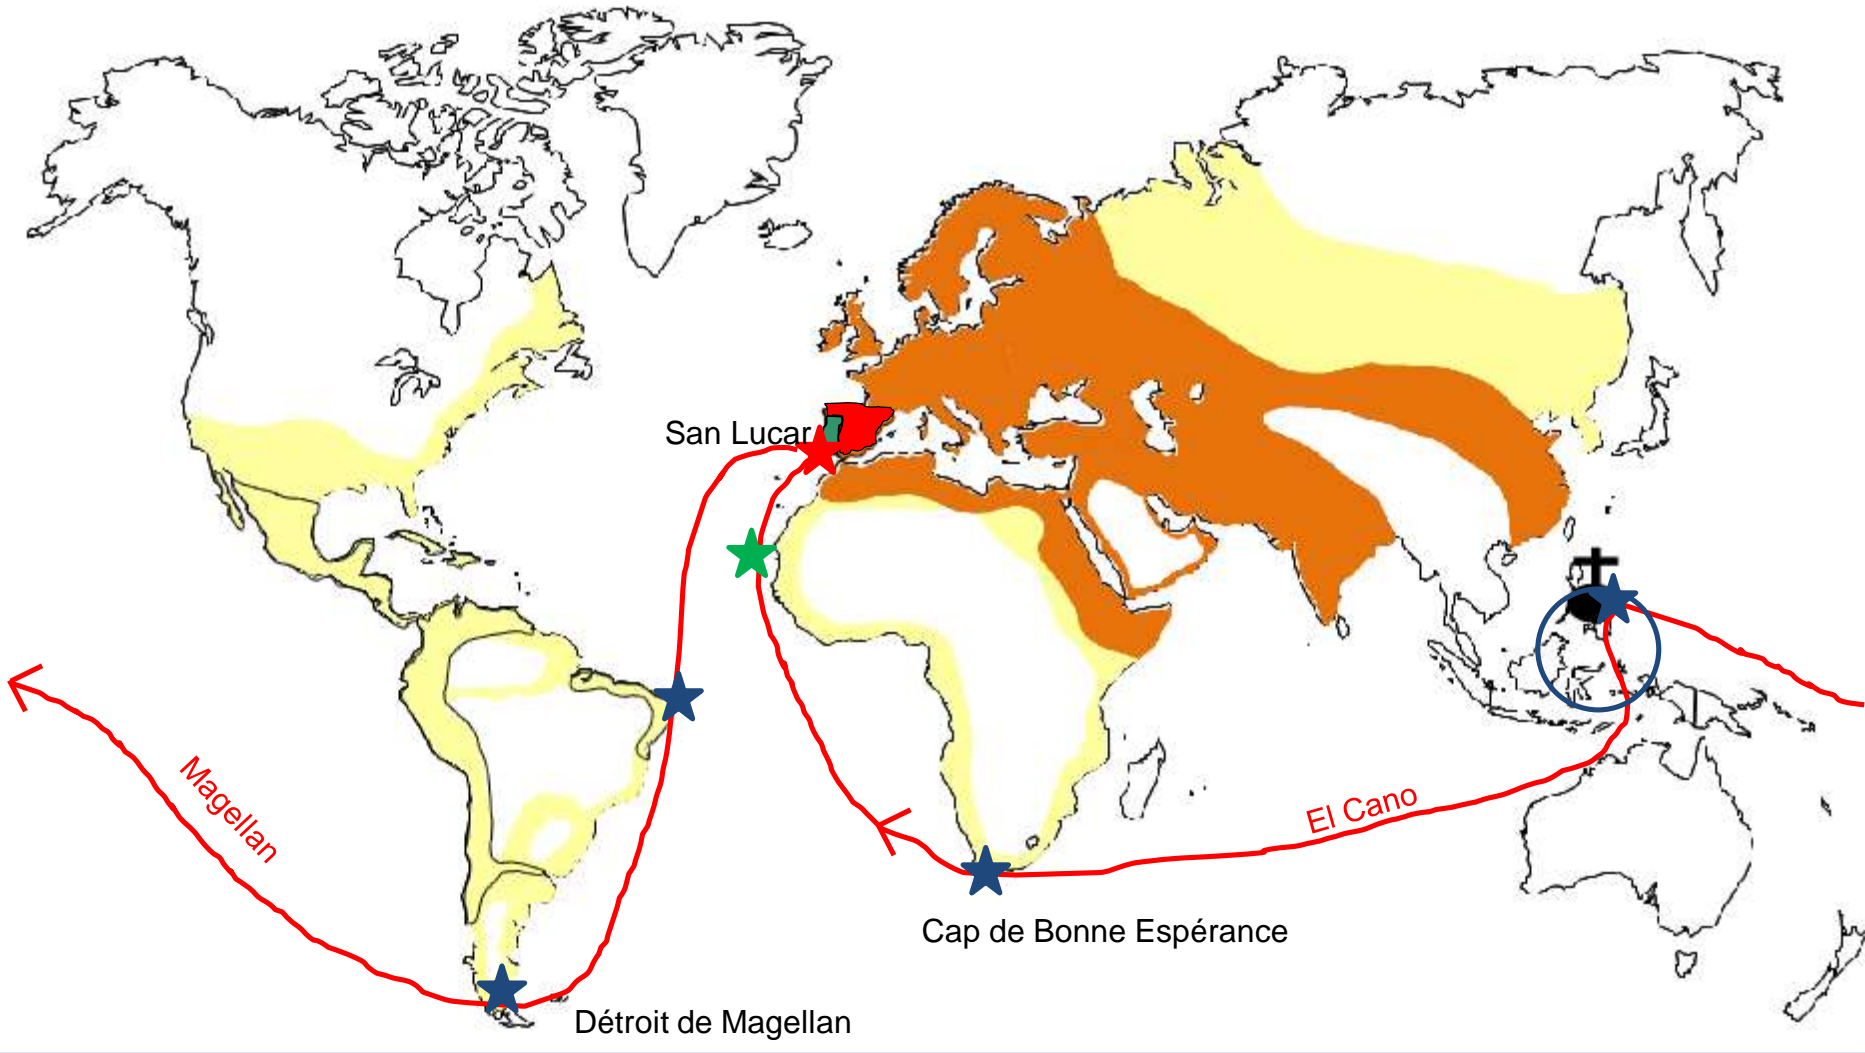 San Lucar
Magellan
El Cano
Cap de Bonne Espérance
Détroit de Magellan